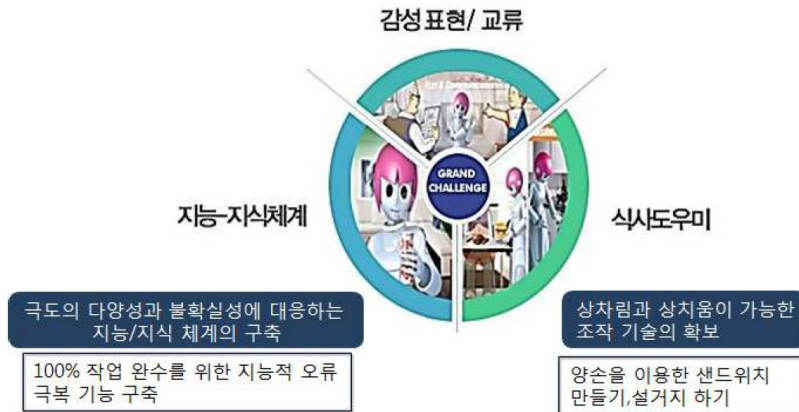 감성 표현/ 교류
GRAND
CHALLENGE
지능-지식체계
식사도우미
극도의 다양성과 불확실성에 대응하는
지능/지식 체계의 구축
100% 작업 완수를 위한 지능적 오류
극복 기능 구축
상차림과 상치움이 가능한
조작 기술의 확보
양손을 이용한 샌드위치
만들기,설거지 하기